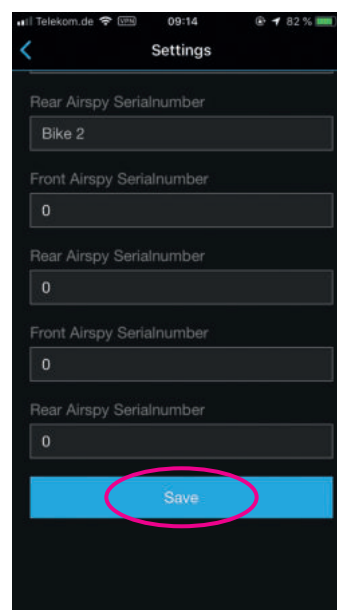 Telekom.de VPN 09:14 82 %
Settings
Rear Airspy Serialnumber
Bike 2
Front Airspy Serialnumber
0
Rear Airspy Serialnumber
0
Front Airspy Serialnumber
0
Rear Airspy Serialnumber
0
Save